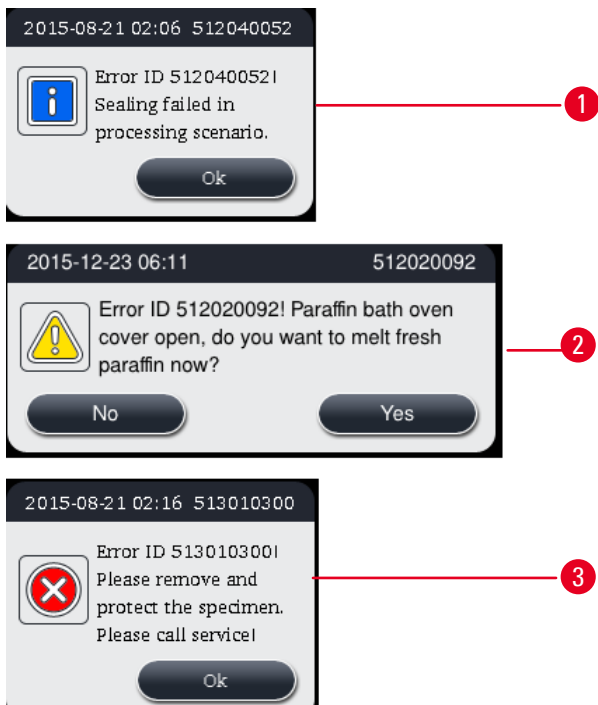 2015-08-21 02:06 512040052
Error ID 512040052!
Sealing failed in
processing scenario.
Ok
1
2015-12-23 06:11 512020092
Error ID 512020092! Paraffin bath oven
cover open, do you want to melt fresh
paraffin now?
No Yes
2
2015-08-21 02:16 513010300
Error ID 513010300!
Please remove and
protect the specimen.
Please call service!
Ok
3